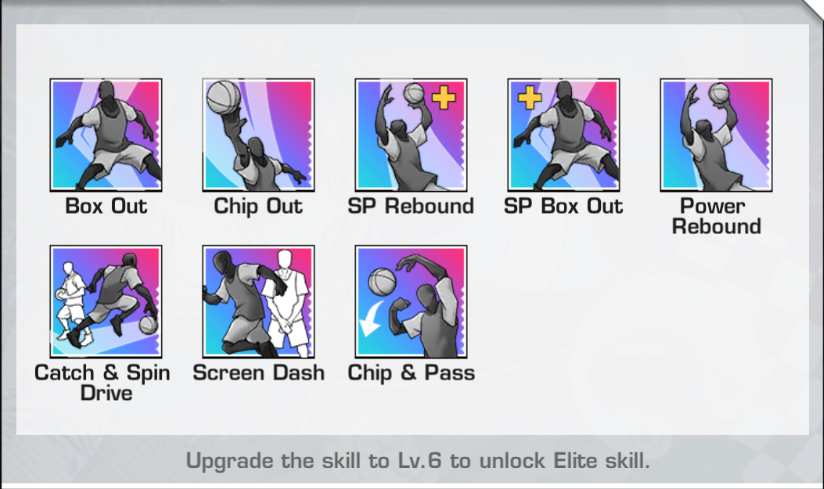 Box Out
Chip Out
SP Rebound
SP Box Out
Power
Rebound
Catch & Spin
Drive
Screen Dash
Chip & Pass
Upgrade the skill to Lv.6 to unlock Elite skill.